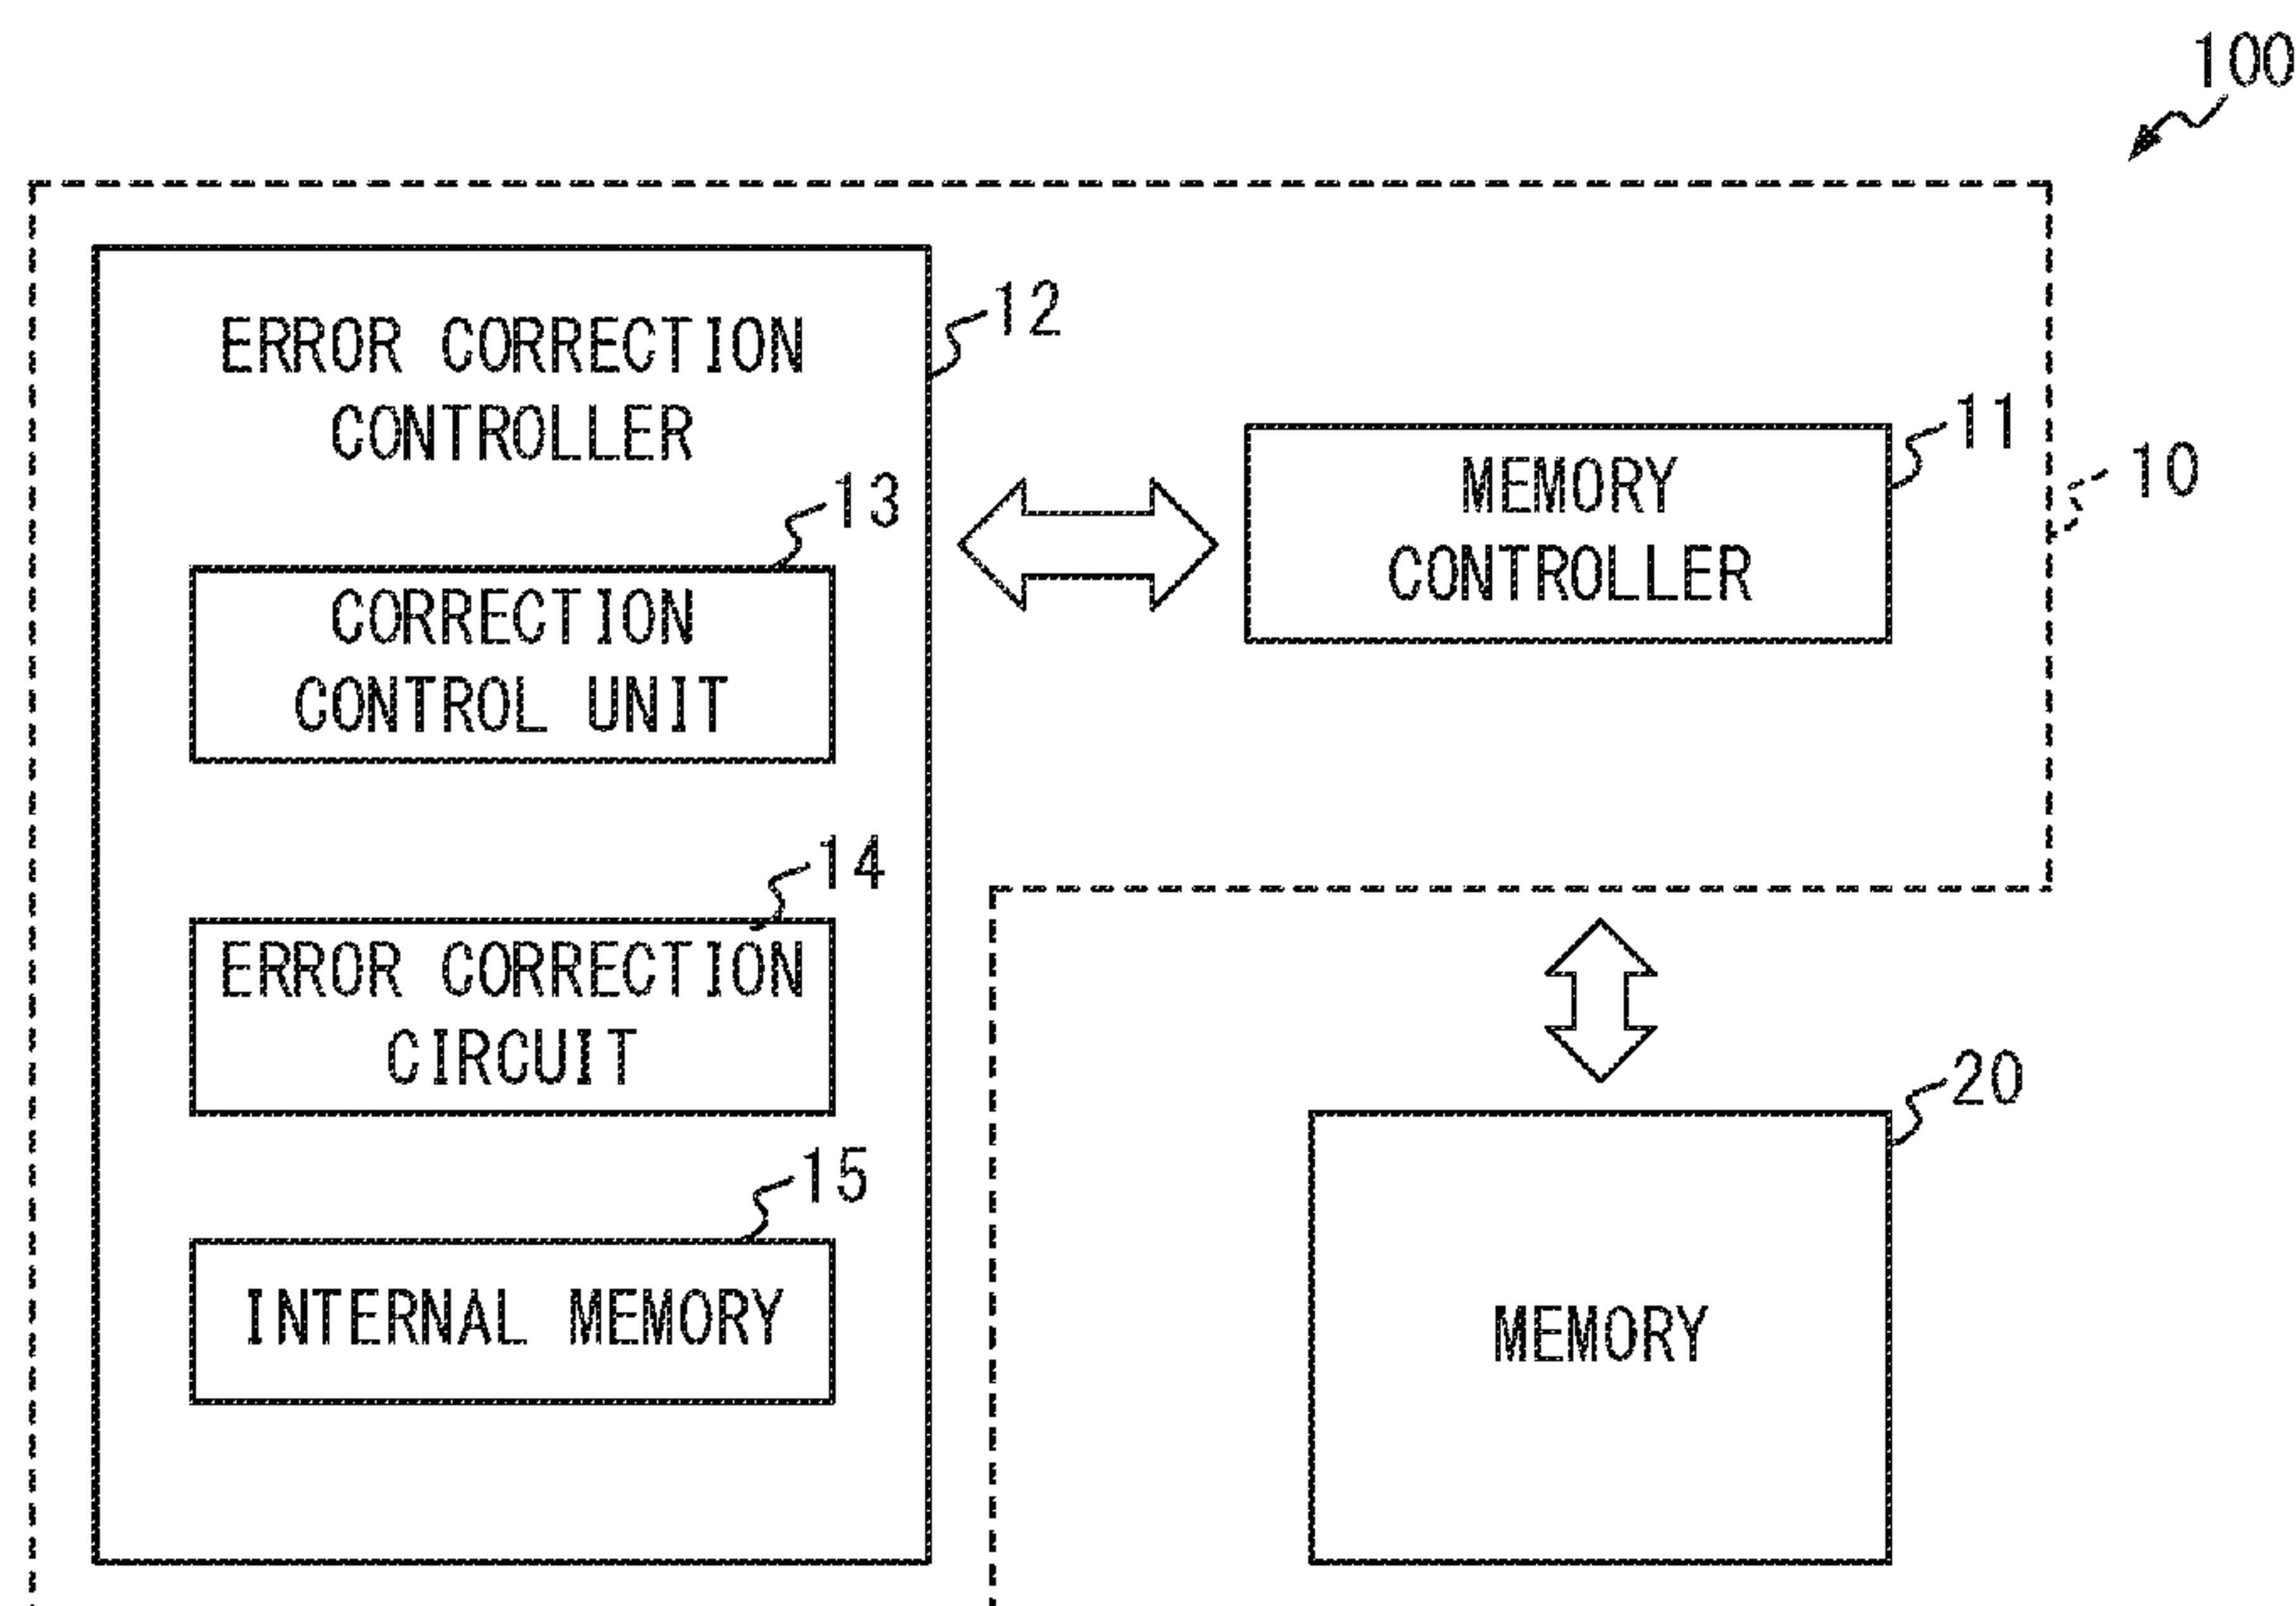 100
12
ERROR CORRECTION
CONTROLLER
11
MEMORY
CONTROLLER
10
13
CORRECTION
CONTROL UNIT
14
ERROR CORRECTION
CIRCUIT
20
15
INTERNAL MEMORY
MEMORY